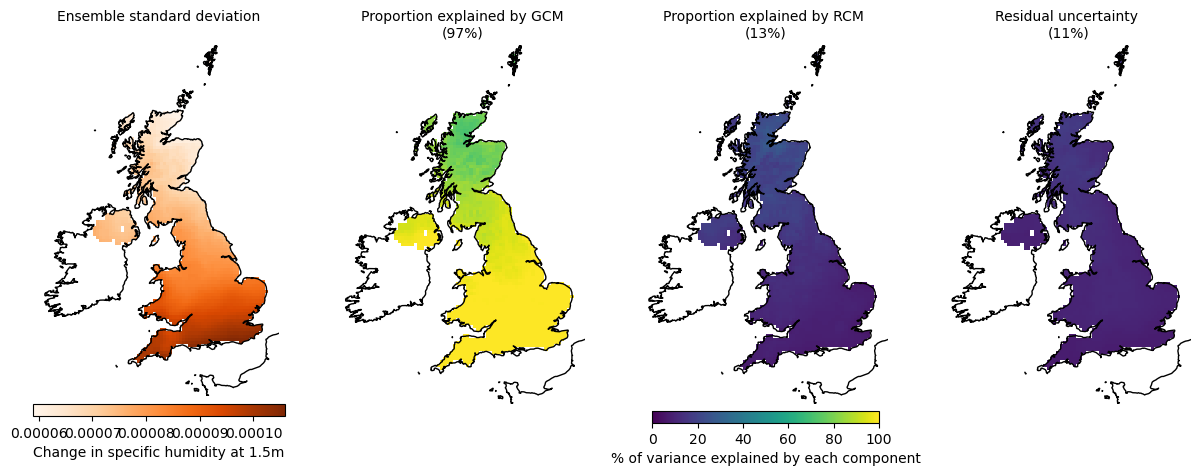 Ensemble standard deviation
Proportion explained by GCM
(97%)
Proportion explained by RCM
(13%)
Residual uncertainty
(11%)
0.00006 0.00007 0.00008 0.00009 0.00010
Change in specific humidity at 1.5m
0 20 40 60 80 100
% of variance explained by each component